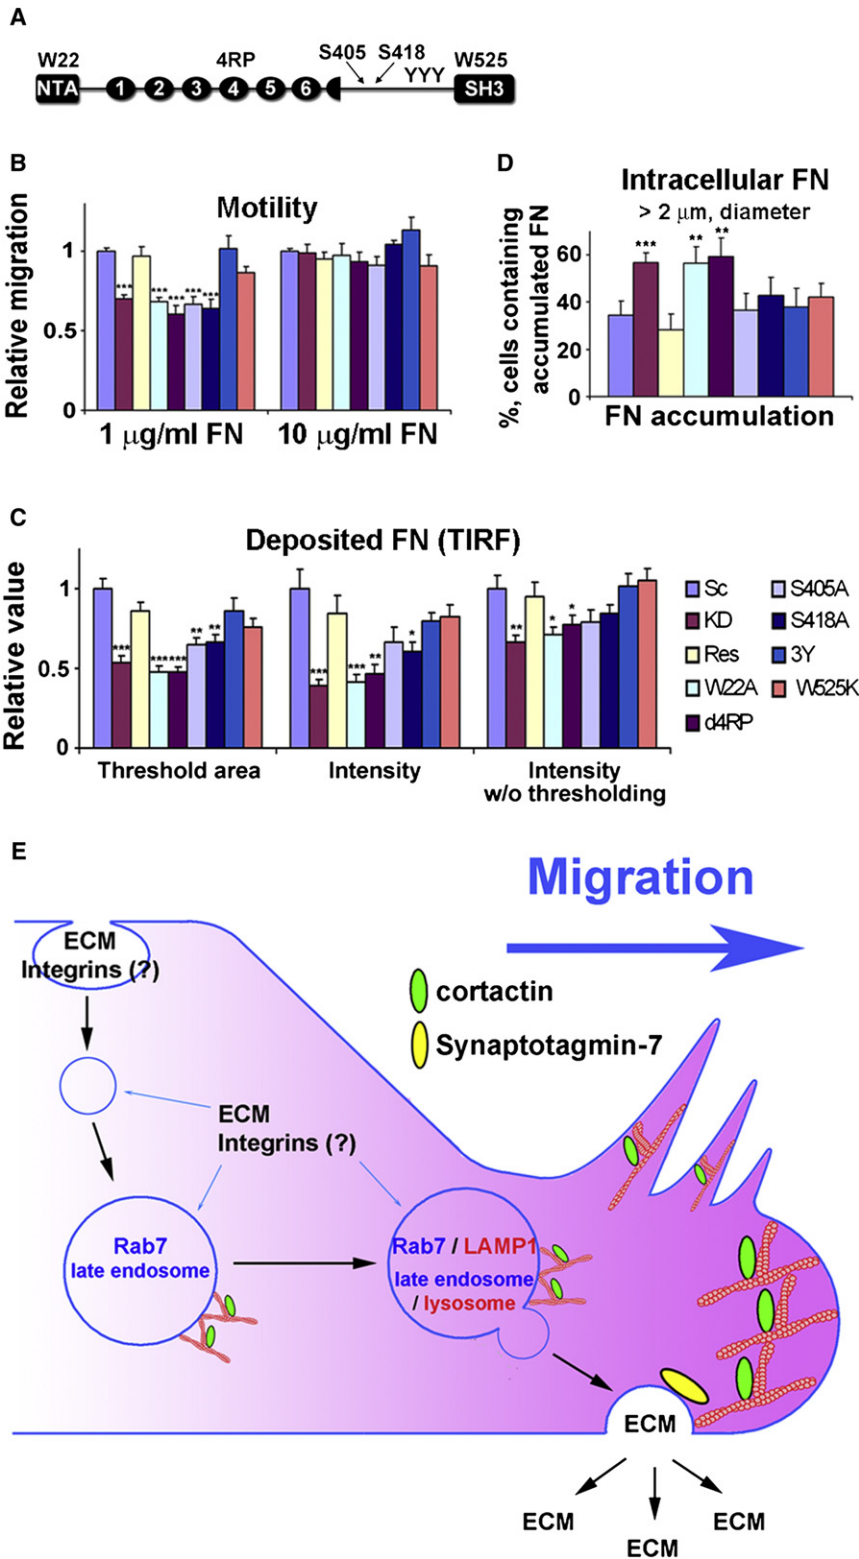 A
W22
4RP
S405
S418
W525
YYY
NTA
1
2
3
4
5
6
SH3
B
Motility
Relative migration
1
0.5
0
***
***
***
***
***
1 μg/ml FN
10 μg/ml FN
D
Intracellular FN
> 2 μm, diameter
%, cells containing
accumulated FN
60
40
20
0
***
**
**
FN accumulation
C
Deposited FN (TIRF)
Relative value
1
0.5
0
***
***
***
**
**
***
***
**
*
**
*
*
Threshold area
Intensity
Intensity
w/o thresholding
Sc
KD
Res
W22A
d4RP
S405A
S418A
3Y
W525K
E
Migration
ECM
Integrins (?)
cortactin
Synaptotagmin-7
ECM
Integrins (?)
Rab7
late endosome
Rab7 / LAMP1
late endosome
/ lysosome
ECM
ECM
ECM
ECM